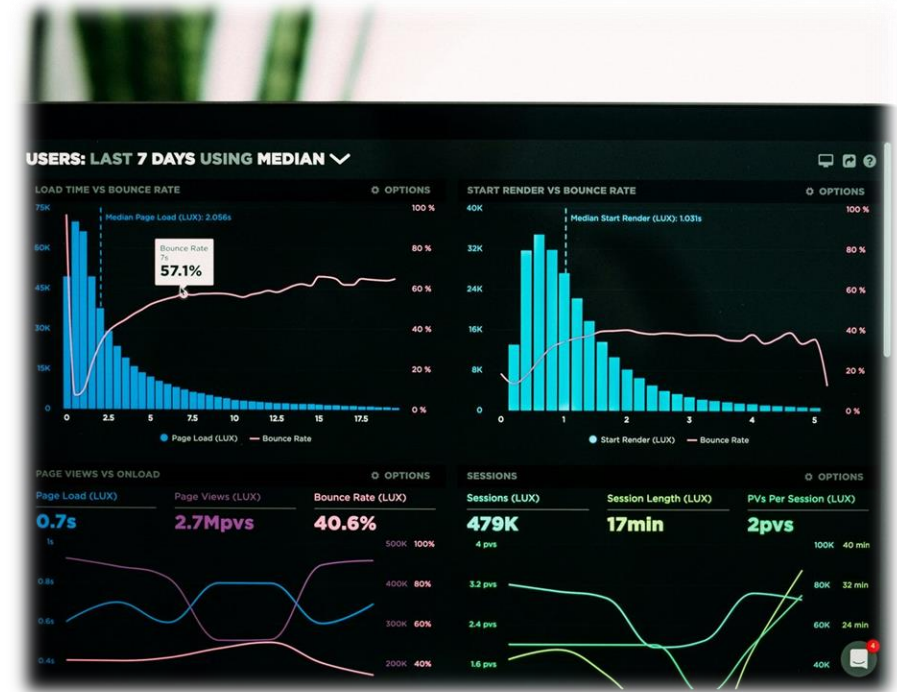 USERS: LAST 7 DAYS USING MEDIAN
LOAD TIME VS BOUNCE RATE
OPTIONS
75K
60K
45K
30K
15K
0
Median Page Load (LUX): 2.056s
Bounce Rate
7s
57.1%
100 %
80 %
60 %
40 %
20 %
0 %
0 2.5 5 7.5 10 12.5 15 17.5
Page Load (LUX) Bounce Rate
START RENDER VS BOUNCE RATE
OPTIONS
40K
32K
24K
16K
8K
0
Median Start Render (LUX): 1.031s
100 %
80 %
60 %
40 %
20 %
0 %
0 1 2 3 4 5
Start Render (LUX) Bounce Rate
PAGE VIEWS VS ONLOAD
OPTIONS
Page Load (LUX)
0.7s
Page Views (LUX)
2.7Mpvs
Bounce Rate (LUX)
40.6%
1s
0.8s
0.6s
0.4s
500K 100%
400K 80%
300K 60%
200K 40%
SESSIONS
OPTIONS
Sessions (LUX)
479K
Session Length (LUX)
17min
PVs Per Session (LUX)
2pvs
4 pvs
3.2 pvs
2.4 pvs
1.6 pvs
100K 40 min
80K 32 min
60K 24 min
40K
4